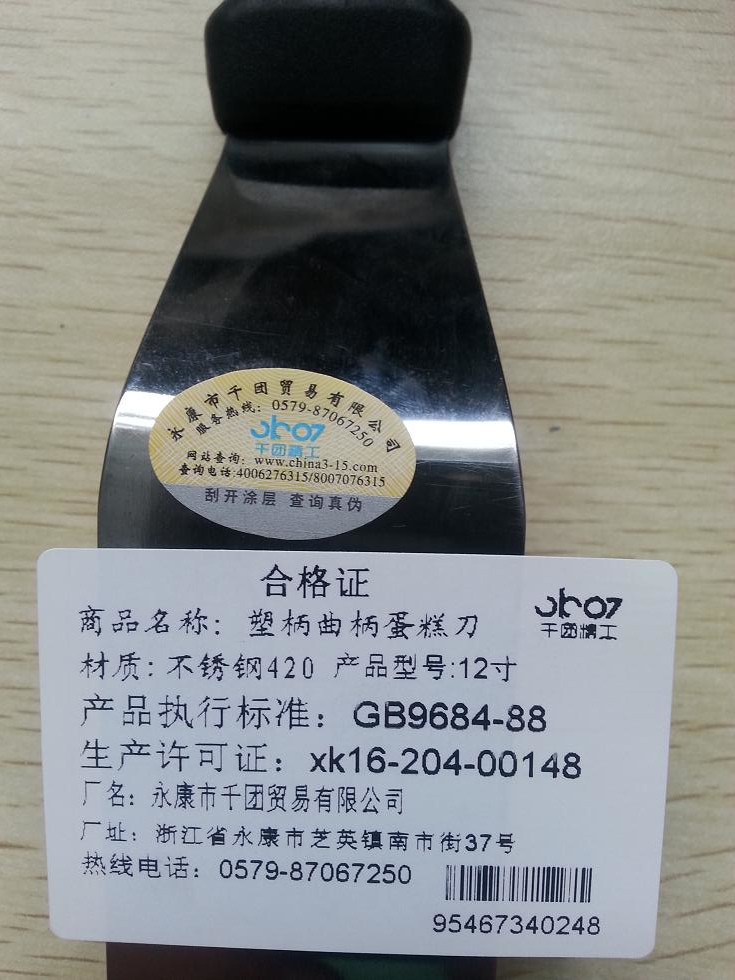 永康市千团贸易有限公司
服务热线：0579-87067250
千团精工
网站查询：www.china3-15.com
查询电话:4006276315/8007076315
刮开涂层 查询真伪
合格证
商品名称：塑柄曲柄蛋糕刀
千团精工
材质：不锈钢420 产品型号:12寸
产品执行标准：GB9684-88
生产许可证：xk16-204-00148
厂名：永康市千团贸易有限公司
厂址：浙江省永康市芝英镇南市街37号
热线电话：0579-87067250
95467340248